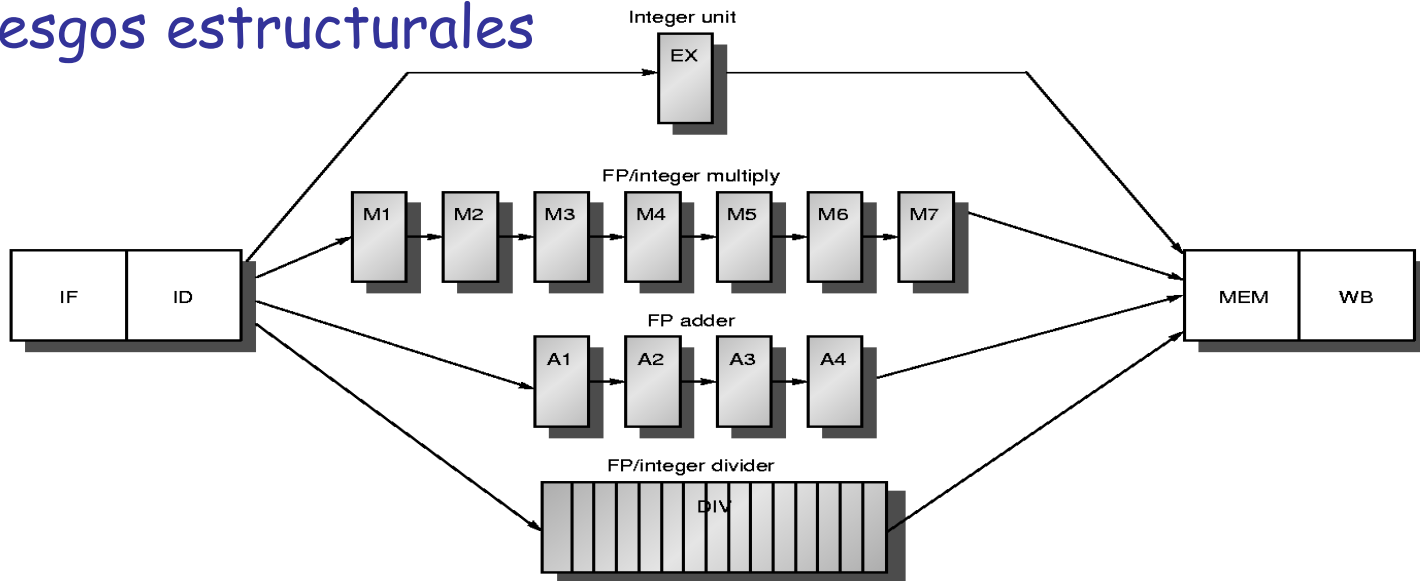 esgos estructurales
Integer unit
EX
FP/integer multiply
M1 M2 M3 M4 M5 M6 M7
IF ID
MEM WB
FP adder
A1 A2 A3 A4
FP/integer divider
DIV